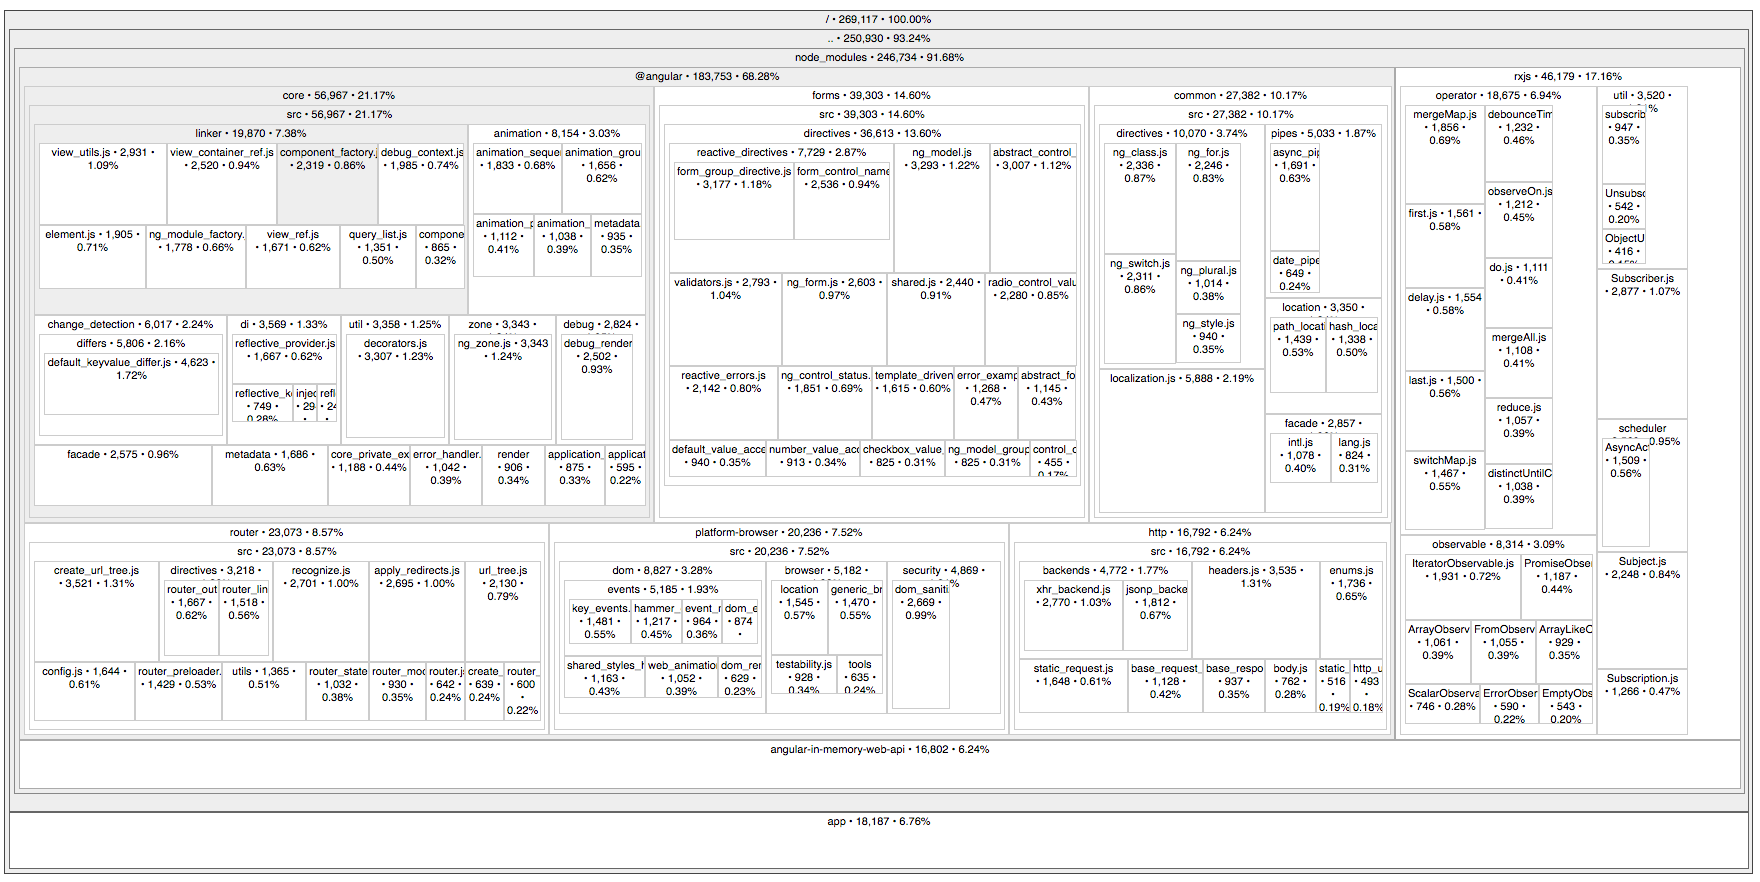 / • 269,117 • 100.00%
.. • 250,930 • 93.24%
node_modules • 246,734 • 91.68%
@angular • 183,753 • 68.28%
core • 56,967 • 21.17%
src • 56,967 • 21.17%
linker • 19,870 • 7.38%
view_utils.js • 2,931 •
1.09%
view_container_ref.js
• 2,520 • 0.94%
component_factory.j
• 2,319 • 0.86%
debug_context.js
• 1,985 • 0.74%
element.js • 1,905 •
0.71%
ng_module_factory.
• 1,778 • 0.66%
view_ref.js
• 1,671 • 0.62%
query_list.js
• 1,351 •
0.50%
compone
• 865 •
0.32%
animation • 8,154 • 3.03%
animation_seque
• 1,833 • 0.68%
animation_grou
• 1,656 •
0.62%
animation_p
• 1,112 •
0.41%
animation_
• 1,038 •
0.39%
metadata
• 935 •
0.35%
change_detection • 6,017 • 2.24%
differs • 5,806 • 2.16%
default_keyvalue_differ.js • 4,623 •
1.72%
di • 3,569 • 1.33%
reflective_provider.js
• 1,667 • 0.62%
reflective_k
• 749 •
0.28%
injec
• 29
•
refl
• 24
•
util • 3,358 • 1.25%
decorators.js
• 3,307 • 1.23%
zone • 3,343 •
ng_zone.js • 3,343
• 1.24%
debug • 2,824 •
debug_render
• 2,502 •
0.93%
facade • 2,575 • 0.96%
metadata • 1,686 •
0.63%
core_private_ex
• 1,188 • 0.44%
error_handler.
• 1,042 •
0.39%
render
• 906 •
0.34%
application_
• 875 •
0.33%
applicat
• 595 •
0.22%
forms • 39,303 • 14.60%
src • 39,303 • 14.60%
directives • 36,613 • 13.60%
reactive_directives • 7,729 • 2.87%
form_group_directive.js
• 3,177 • 1.18%
form_control_name
• 2,536 • 0.94%
ng_model.js
• 3,293 • 1.22%
abstract_control_
• 3,007 • 1.12%
validators.js • 2,793 •
1.04%
ng_form.js • 2,603 •
0.97%
shared.js • 2,440 •
0.91%
radio_control_valu
• 2,280 • 0.85%
reactive_errors.js
• 2,142 • 0.80%
ng_control_status.
• 1,851 • 0.69%
template_driven
• 1,615 • 0.60%
error_examp
• 1,268 •
0.47%
abstract_fo
• 1,145 •
0.43%
default_value_acce
• 940 • 0.35%
number_value_acc
• 913 • 0.34%
checkbox_value_
• 825 • 0.31%
ng_model_group
• 825 • 0.31%
control_c
• 455 •
0.17%
common • 27,382 • 10.17%
src • 27,382 • 10.17%
directives • 10,070 • 3.74%
ng_class.js
• 2,336 •
0.87%
ng_for.js
• 2,246 •
0.83%
ng_switch.js
• 2,311 •
0.86%
ng_plural.js
• 1,014 •
0.38%
ng_style.js
• 940 •
0.35%
pipes • 5,033 • 1.87%
async_pip
• 1,691 •
0.63%
date_pipe
• 649 •
0.24%
location • 3,350 •
path_locati
• 1,439 •
0.53%
hash_loca
• 1,338 •
0.50%
localization.js • 5,888 • 2.19%
facade • 2,857 •
intl.js
• 1,078 •
0.40%
lang.js
• 824 •
0.31%
router • 23,073 • 8.57%
src • 23,073 • 8.57%
create_url_tree.js
• 3,521 • 1.31%
directives • 3,218 •
router_out
• 1,667 •
0.62%
router_lin
• 1,518 •
0.56%
recognize.js
• 2,701 • 1.00%
apply_redirects.js
• 2,695 • 1.00%
url_tree.js
• 2,130 •
0.79%
config.js • 1,644 •
0.61%
router_preloader.
• 1,429 • 0.53%
utils • 1,365 •
0.51%
router_state
• 1,032 •
0.38%
router_mod
• 930 •
0.35%
router.js
• 642 •
0.24%
create_
• 639 •
0.24%
router_
• 600
•
0.22%
platform-browser • 20,236 • 7.52%
src • 20,236 • 7.52%
dom • 8,827 • 3.28%
events • 5,185 • 1.93%
key_events.
• 1,481 •
0.55%
hammer_
• 1,217 •
0.45%
event_r
• 964 •
0.36%
dom_e
• 874
•
shared_styles_h
• 1,163 •
0.43%
web_animatio
• 1,052 •
0.39%
dom_rer
• 629 •
0.23%
browser • 5,182 •
location
• 1,545 •
0.57%
generic_br
• 1,470 •
0.55%
testability.js
• 928 •
0.34%
tools
• 635 •
0.24%
security • 4,869 •
dom_saniti
• 2,669 •
0.99%
http • 16,792 • 6.24%
src • 16,792 • 6.24%
backends • 4,772 • 1.77%
xhr_backend.js
• 2,770 • 1.03%
jsonp_backe
• 1,812 •
0.67%
headers.js • 3,535 •
1.31%
enums.js
• 1,736 •
0.65%
static_request.js
• 1,648 • 0.61%
base_request_
• 1,128 •
0.42%
base_respo
• 937 •
0.35%
body.js
• 762 •
0.28%
static_
• 516
•
0.19%
http_u
• 493
•
0.18%
rxjs • 46,179 • 17.16%
operator • 18,675 • 6.94%
mergeMap.js
• 1,856 •
0.69%
debounceTim
• 1,232 •
0.46%
first.js • 1,561 •
0.58%
observeOn.js
• 1,212 •
0.45%
delay.js • 1,554
• 0.58%
do.js • 1,111
• 0.41%
mergeAll.js
• 1,108 •
0.41%
last.js • 1,500 •
0.56%
reduce.js
• 1,057 •
0.39%
switchMap.js
• 1,467 •
0.55%
distinctUntilC
• 1,038 •
0.39%
util • 3,520 •
subscrib
• 947 •
0.35%
Unsubsc
• 542 •
0.20%
ObjectU
• 416 •
0.15%
Subscriber.js
• 2,877 • 1.07%
scheduler
0.95%
AsyncAct
• 1,509 •
0.56%
observable • 8,314 • 3.09%
IteratorObservable.js
• 1,931 • 0.72%
PromiseObser
• 1,187 •
0.44%
ArrayObserv
• 1,061 •
0.39%
FromObserv
• 1,055 •
0.39%
ArrayLikeO
• 929 •
0.35%
ScalarObserva
• 746 • 0.28%
ErrorObser
• 590 •
0.22%
EmptyObs
• 543 •
0.20%
Subject.js
• 2,248 • 0.84%
Subscription.js
• 1,266 • 0.47%
angular-in-memory-web-api • 16,802 • 6.24%
app • 18,187 • 6.76%